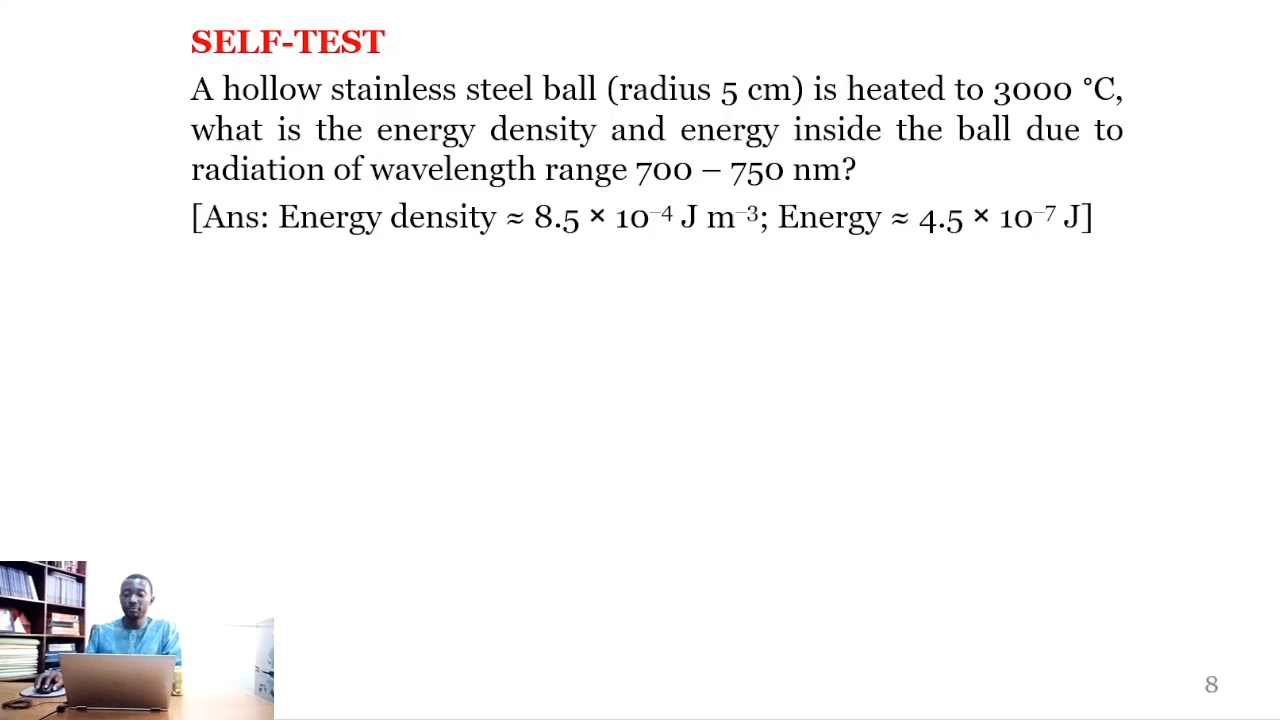 SELF-TEST
A hollow stainless steel ball (radius 5 cm) is heated to 3000 °C,
what is the energy density and energy inside the ball due to
radiation of wavelength range 700 – 750 nm?
[Ans: Energy density ≈ 8.5 × 10⁻⁴ J m⁻³; Energy ≈ 4.5 × 10⁻⁷ J]
8